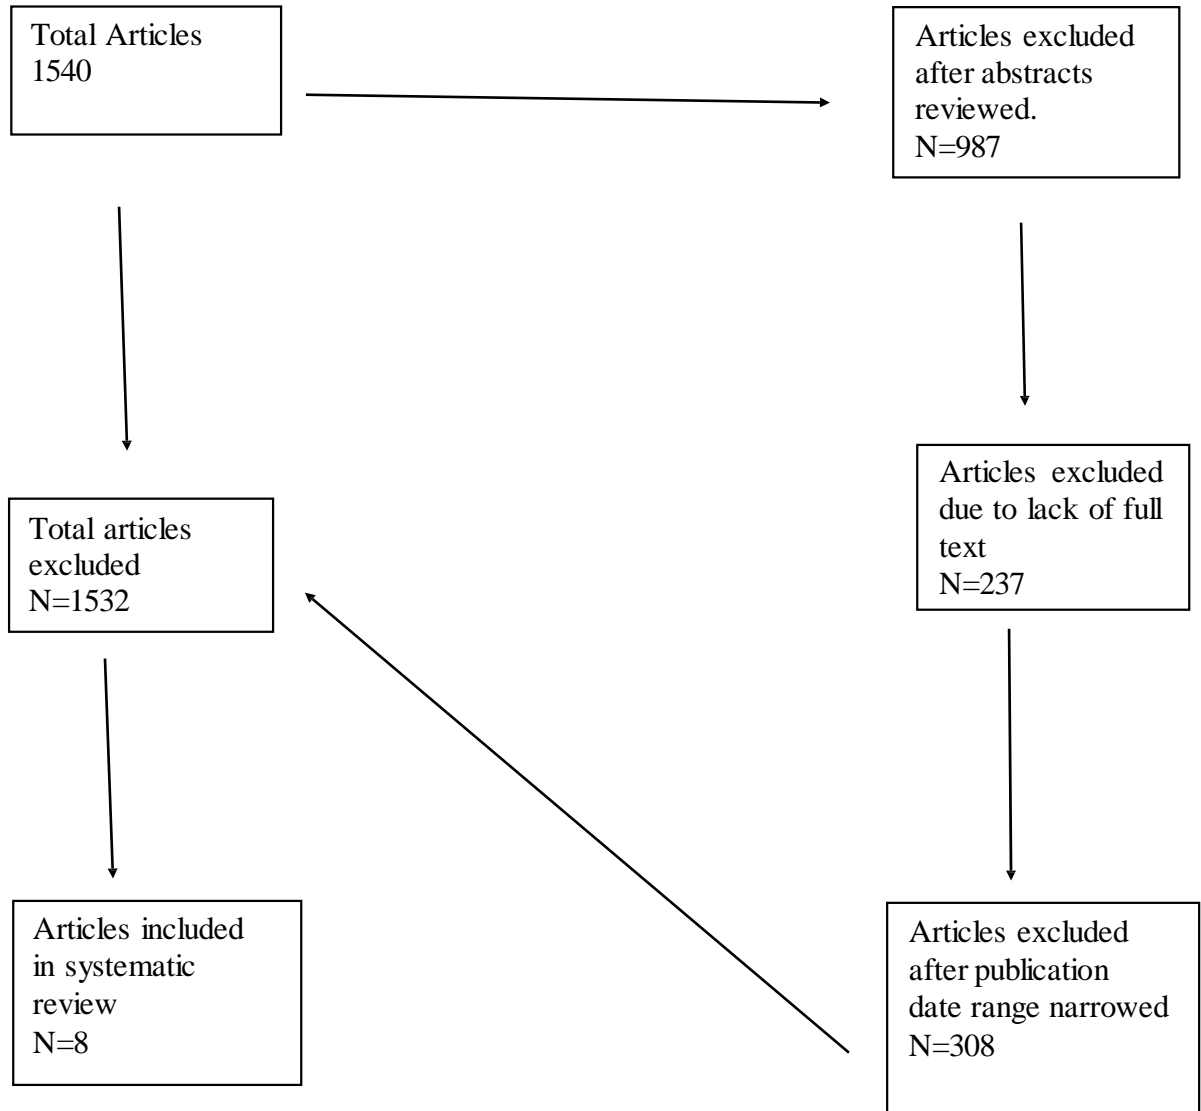 Total Articles
1540
Articles excluded
after abstracts
reviewed.
N=987
Total articles
excluded
N=1532
Articles excluded
due to lack of full
text
N=237
Articles included
in systematic
review
N=8
Articles excluded
after publication
date range narrowed
N=308